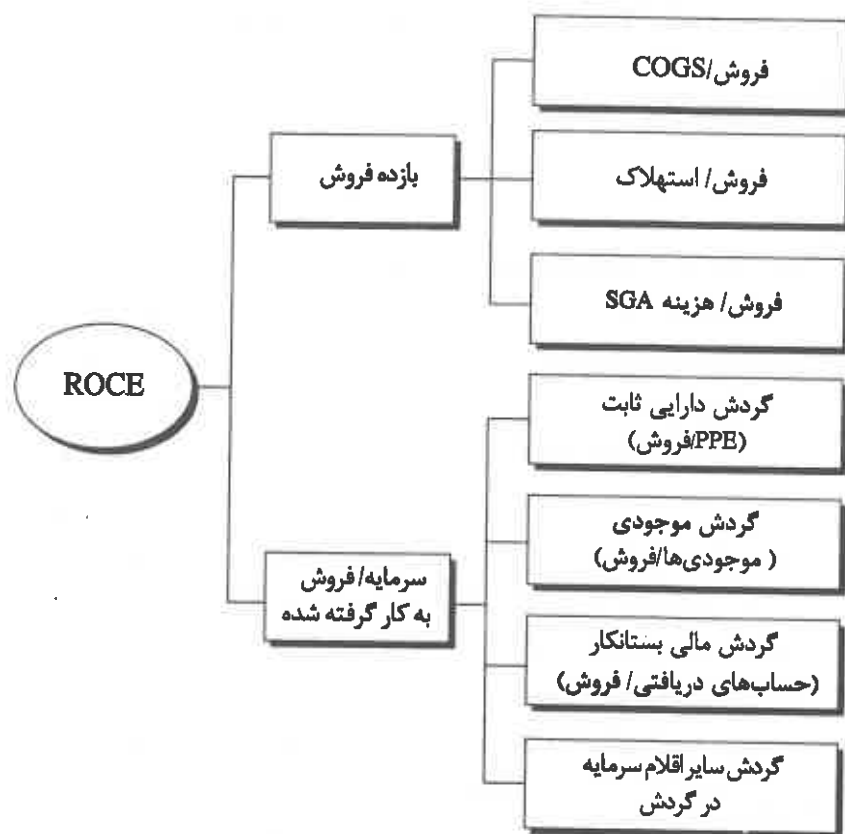 ROCE
بازده فروش
فروش/COGS
فروش/ استهلاک
فروش/ هزینه SGA
سرمایه/ فروش
به کار گرفته شده
گردش دارایی ثابت
(فروش/PPE)
گردش موجودی
(موجودی‌ها/فروش)
گردش مالی بستانکار
(حساب‌های دریافتی/ فروش)
گردش سایر اقلام سرمایه
در گردش